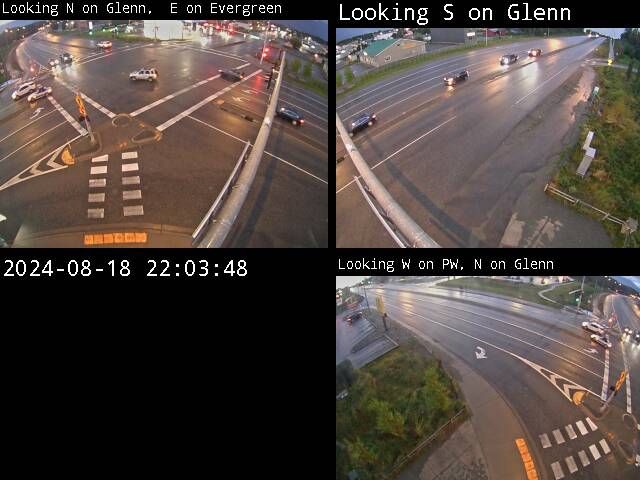 Looking N on Glenn, E on Evergreen
Looking S on Glenn
2024-08-18 22:03:48
Looking W on PW, N on Glenn